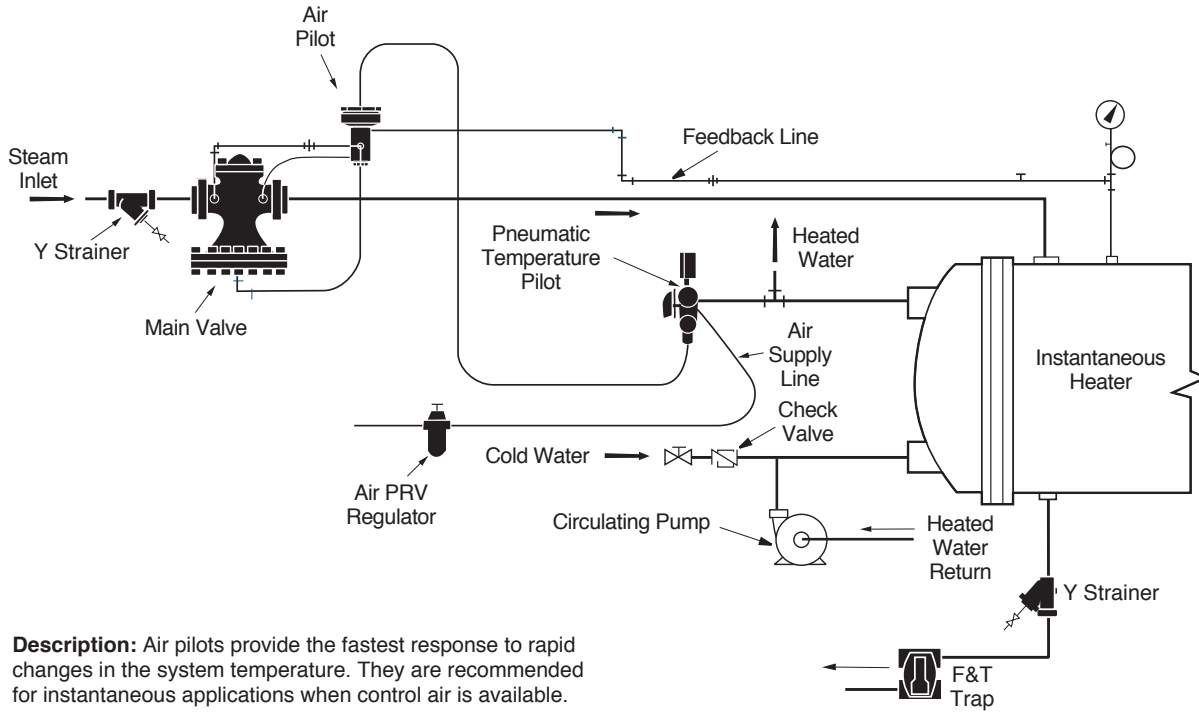 Air
Pilot
Feedback Line
Steam
Inlet
Y Strainer
Pneumatic
Temperature
Pilot
Heated
Water
Main Valve
Air
Supply
Line
Instantaneous
Heater
Check
Valve
Cold Water
Air PRV
Regulator
Circulating Pump
Heated
Water
Return
Y Strainer
F&T
Trap
Description: Air pilots provide the fastest response to rapid
changes in the system temperature. They are recommended
for instantaneous applications when control air is available.